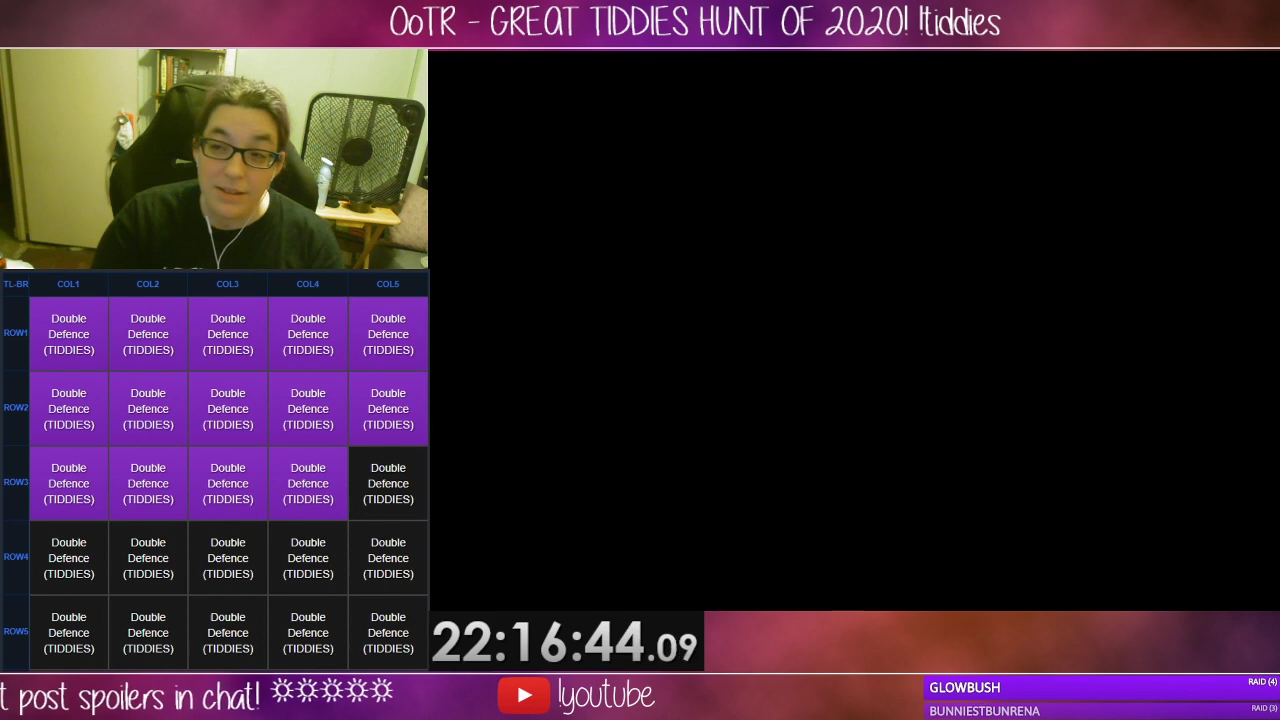 OoTR - GREAT TIDDIES HUNT OF 2020! !tiddies
TL-BR COL1 COL2 COL3 COL4 COL5
ROW1
Double Double Double Double Double
Defence Defence Defence Defence Defence
(TIDDIES) (TIDDIES) (TIDDIES) (TIDDIES) (TIDDIES)
ROW2
Double Double Double Double Double
Defence Defence Defence Defence Defence
(TIDDIES) (TIDDIES) (TIDDIES) (TIDDIES) (TIDDIES)
ROW3
Double Double Double Double Double
Defence Defence Defence Defence Defence
(TIDDIES) (TIDDIES) (TIDDIES) (TIDDIES) (TIDDIES)
ROW4
Double Double Double Double Double
Defence Defence Defence Defence Defence
(TIDDIES) (TIDDIES) (TIDDIES) (TIDDIES) (TIDDIES)
ROW5
Double Double Double Double Double
Defence Defence Defence Defence Defence
(TIDDIES) (TIDDIES) (TIDDIES) (TIDDIES) (TIDDIES)
22:16:44.09
t post spoilers in chat!
!youtube
GLOWBUSH RAID (4)
BUNNIESTBUNRENA RAID (3)